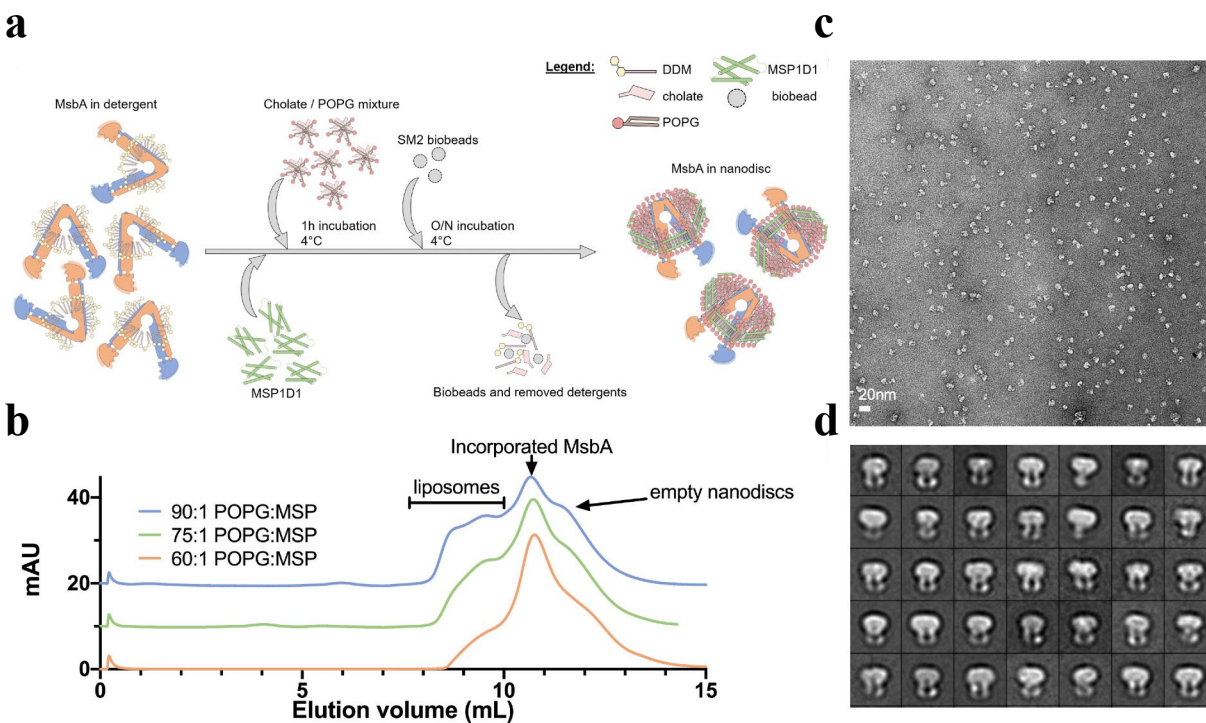 a
Legend:
DDM
MSP1D1
cholate
biobead
POPG
MsbA in detergent
Cholate / POPG mixture
SM2 biobeads
MsbA in nanodisc
1h incubation
4°C
O/N incubation
4°C
MSP1D1
Biobeads and removed detergents
b
Incorporated MsbA
liposomes
empty nanodiscs
90:1 POPG:MSP
75:1 POPG:MSP
60:1 POPG:MSP
mAU
40
20
0
0
5
10
15
Elution volume (mL)
c
20nm
d